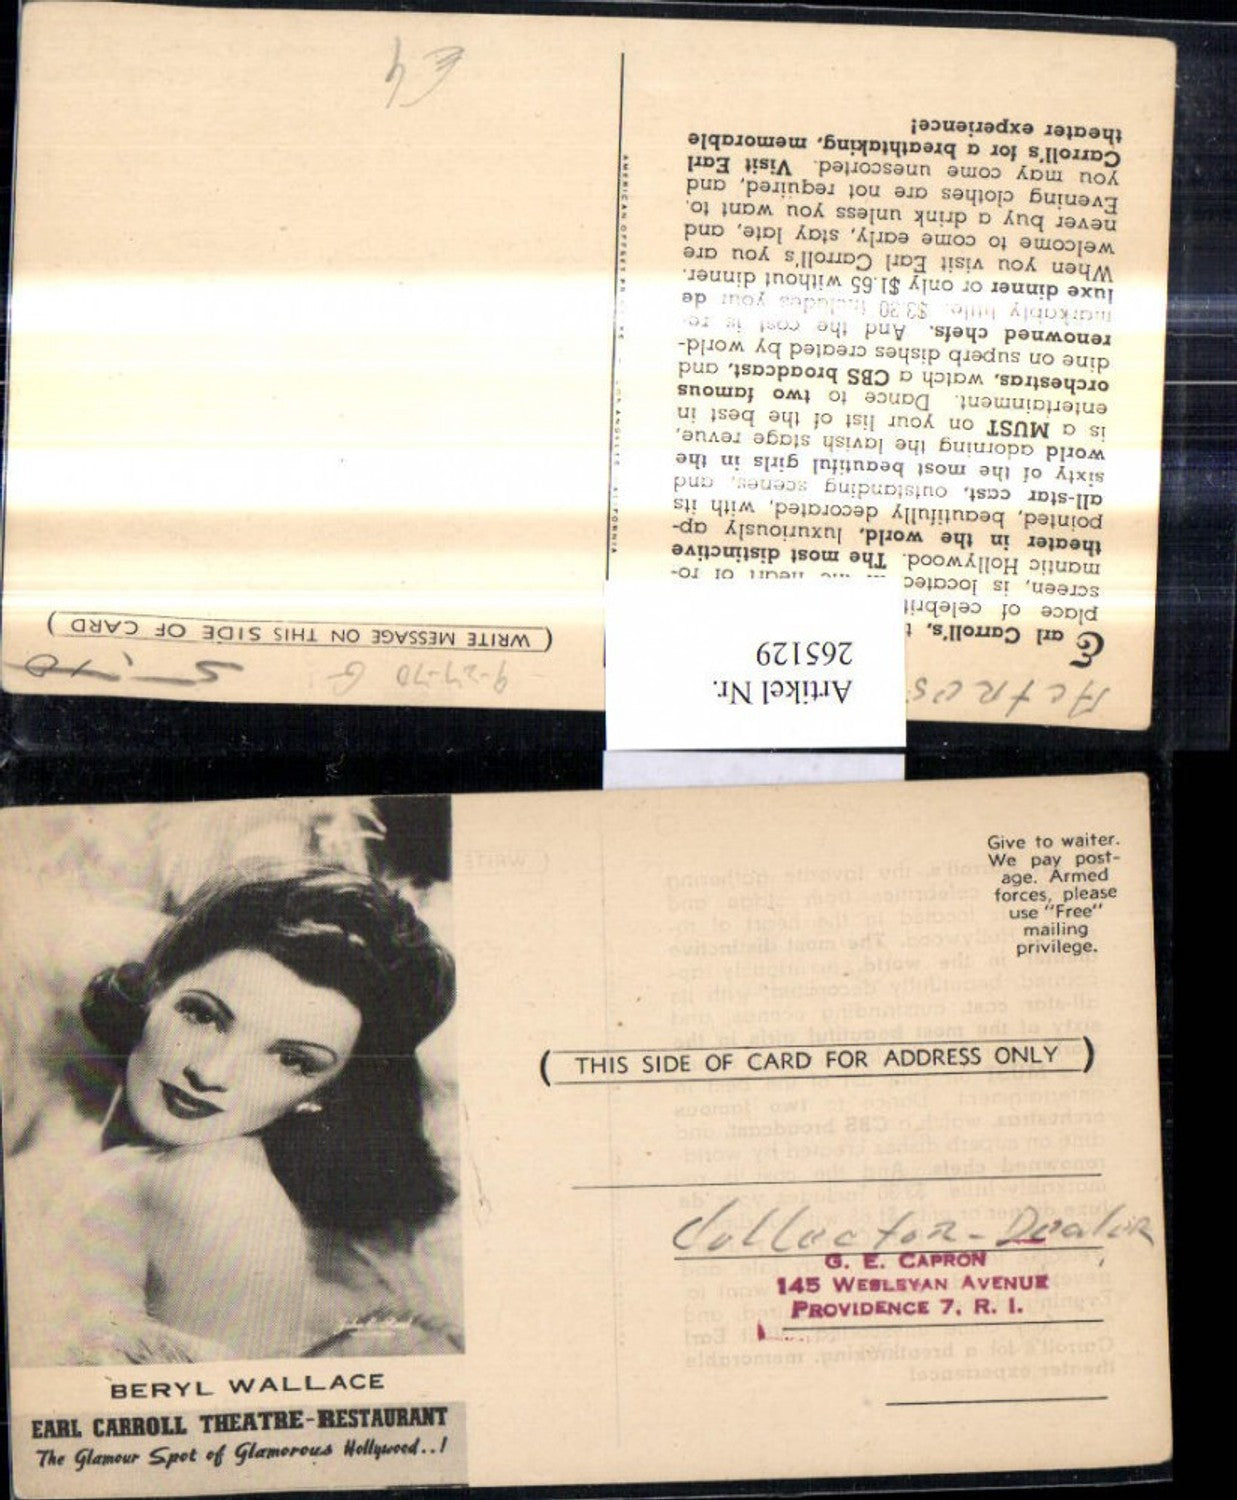 €4
Actres
Earl Carroll's, t
place of celebrit
screen, is located in the heart of ro-
mantic Hollywood. The most distinctive
theater in the world, luxuriously ap-
pointed, beautifully decorated, with its
all-star cast, outstanding scenes, and
sixty of the most beautiful girls in the
world adorning the lavish stage revue,
is a MUST on your list of the best in
entertainment. Dance to two famous
orchestras, watch a CBS broadcast, and
dine on superb dishes created by world-
renowned chefs. And the cost is re-
markably little: $3.30 includes your de
luxe dinner or only $1.65 without dinner.
When you visit Earl Carroll's you are
welcome to come early, stay late, and
never buy a drink unless you want to.
Evening clothes are not required, and
you may come unescorted. Visit Earl
Carroll's for a breathtaking, memorable
theater experience!
Artikel Nr.
265129
9-27-70 G
(WRITE MESSAGE ON THIS SIDE OF CARD)
Give to waiter.
We pay post-
age. Armed
forces, please
use "Free"
mailing
privilege.
(THIS SIDE OF CARD FOR ADDRESS ONLY)
Collector-Dealer
G. E. CAPRON
145 WESLEYAN AVENUE
PROVIDENCE 7, R. I.
BERYL WALLACE
EARL CARROLL THEATRE-RESTAURANT
The Glamour Spot of Glamorous Hollywood..!